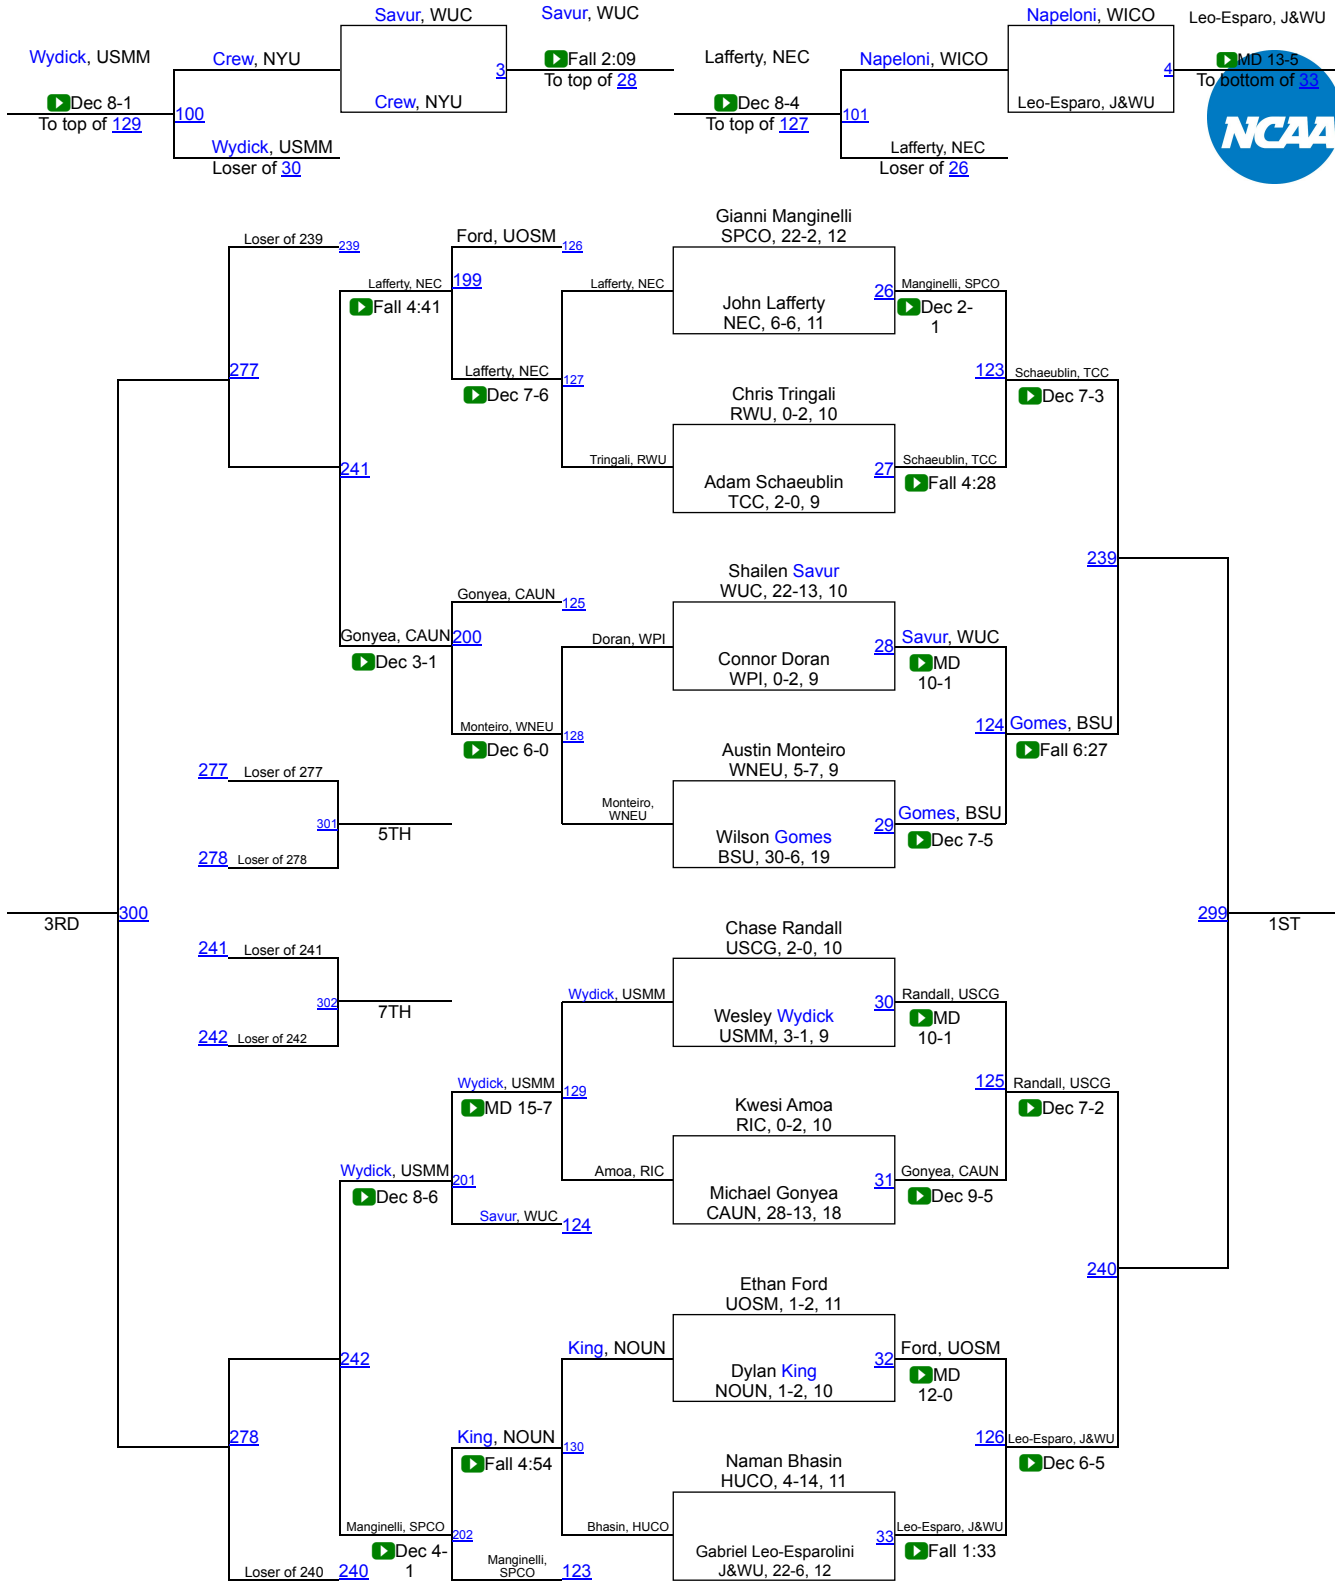 Savur, WUC
Savur, WUC
Napeloni, WICO
Leo-Esparo, J&WU
Wydick, USMM
Crew, NYU
3
Fall 2:09
Lafferty, NEC
Napeloni, WICO
4
MD 13-5
To top of 28
To bottom of 33
Dec 8-1
100
Crew, NYU
Dec 8-4
101
Leo-Esparo, J&WU
To top of 129
To top of 127
NCAA
Wydick, USMM
Lafferty, NEC
Loser of 30
Loser of 26
Gianni Manginelli
SPCO, 22-2, 12
Loser of 239
239
Ford, UOSM
126
Lafferty, NEC
199
Lafferty, NEC
26
Manginelli, SPCO
Fall 4:41
John Lafferty
NEC, 6-6, 11
Dec 2-
1
277
Lafferty, NEC
127
123
Schaeublin, TCC
Dec 7-6
Dec 7-3
Chris Tringali
RWU, 0-2, 10
241
Tringali, RWU
27
Schaeublin, TCC
Adam Schaeublin
TCC, 2-0, 9
Fall 4:28
239
Shailen Savur
WUC, 22-13, 10
Gonyea, CAUN
125
Gonyea, CAUN
200
Doran, WPI
28
Savur, WUC
Dec 3-1
Connor Doran
WPI, 0-2, 9
MD
10-1
Monteiro, WNEU
128
124
Gomes, BSU
Dec 6-0
Fall 6:27
Austin Monteiro
WNEU, 5-7, 9
277
Loser of 277
301
5TH
Monteiro,
WNEU
29
Gomes, BSU
278
Loser of 278
Wilson Gomes
BSU, 30-6, 19
Dec 7-5
3RD
300
299
1ST
Chase Randall
USCG, 2-0, 10
241
Loser of 241
302
7TH
Wydick, USMM
30
Randall, USCG
242
Loser of 242
Wesley Wydick
USMM, 3-1, 9
MD
10-1
Wydick, USMM
129
125
Randall, USCG
MD 15-7
Dec 7-2
Kwesi Amoa
RIC, 0-2, 10
Wydick, USMM
201
Amoa, RIC
31
Gonyea, CAUN
Dec 8-6
Michael Gonyea
CAUN, 28-13, 18
Dec 9-5
Savur, WUC
124
240
Ethan Ford
UOSM, 1-2, 11
242
King, NOUN
32
Ford, UOSM
Dylan King
NOUN, 1-2, 10
MD
12-0
278
King, NOUN
130
126
Leo-Esparo, J&WU
Fall 4:54
Dec 6-5
Naman Bhasin
HUCO, 4-14, 11
Manginelli, SPCO
202
Bhasin, HUCO
33
Leo-Esparo, J&WU
Dec 4-
1
Gabriel Leo-Esparolini
J&WU, 22-6, 12
Fall 1:33
Loser of 240
240
Manginelli,
SPCO
123